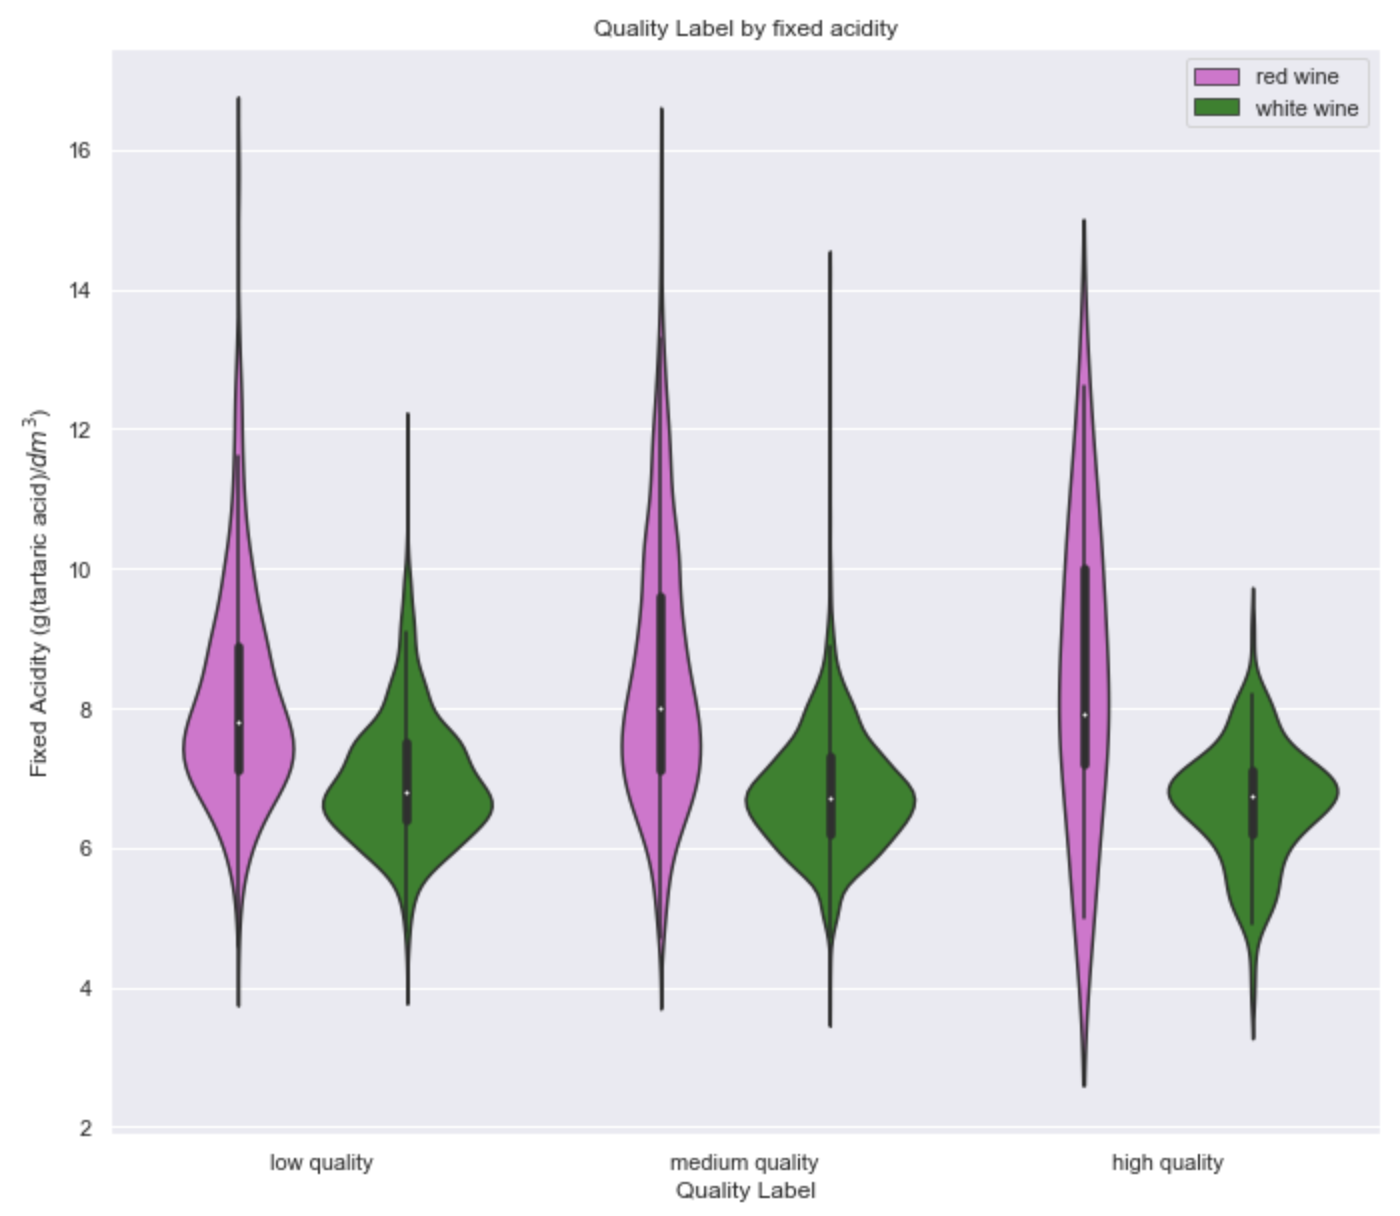 Quality Label by fixed acidity
red wine
white wine
Fixed Acidity (g(tartaric acid)/dm³)
16
14
12
10
8
6
4
2
low quality
medium quality
high quality
Quality Label